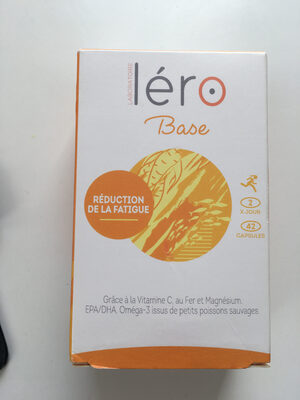 LABORATOIRE
léro
Base
RÉDUCTION
DE LA FATIGUE
2
X JOUR
42
CAPSULES
Grâce à la Vitamine C, au Fer et Magnésium.
EPA/DHA, Oméga-3 issus de petits poissons sauvages.